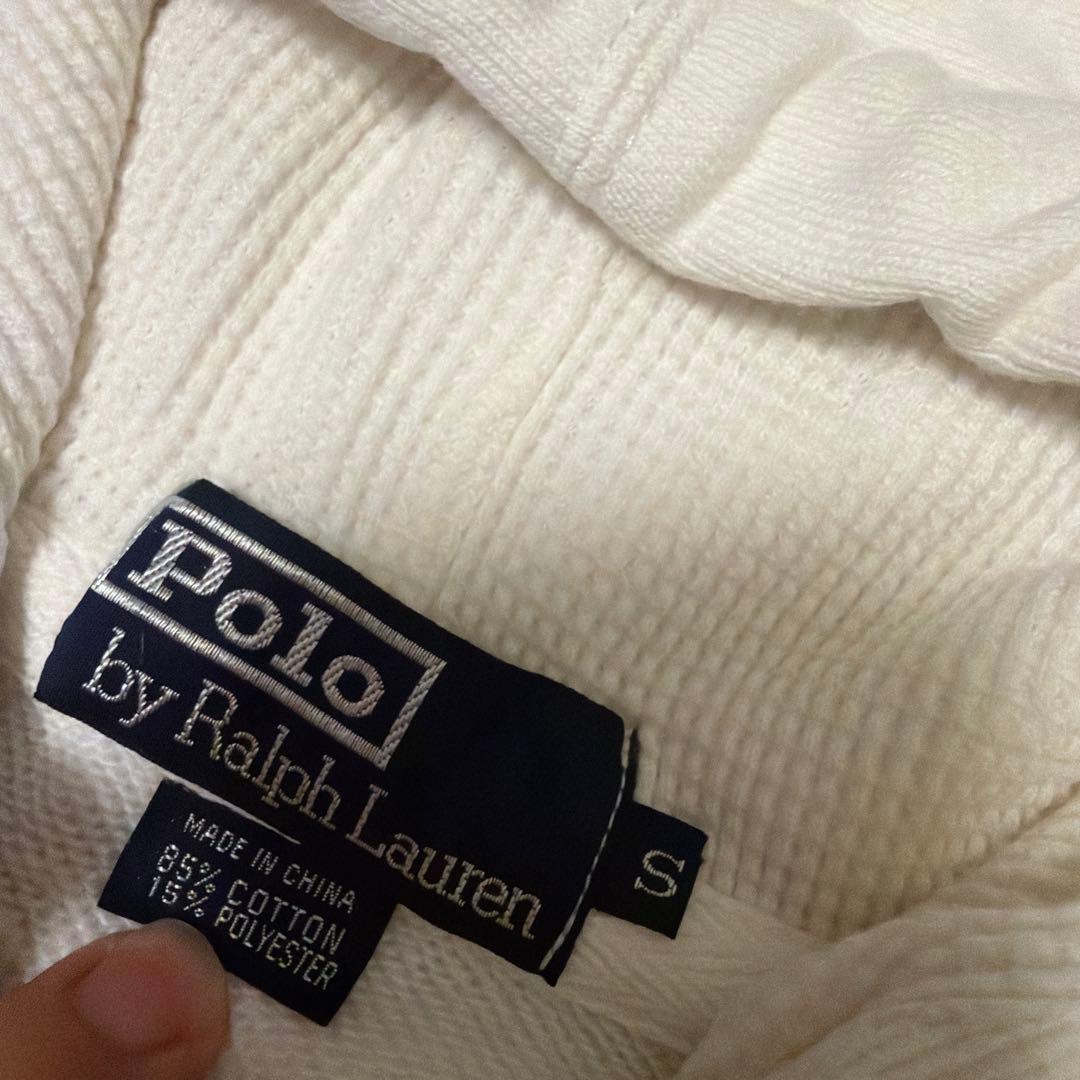 Polo
by Ralph Lauren
S
MADE IN CHINA
85% COTTON
15% POLYESTER